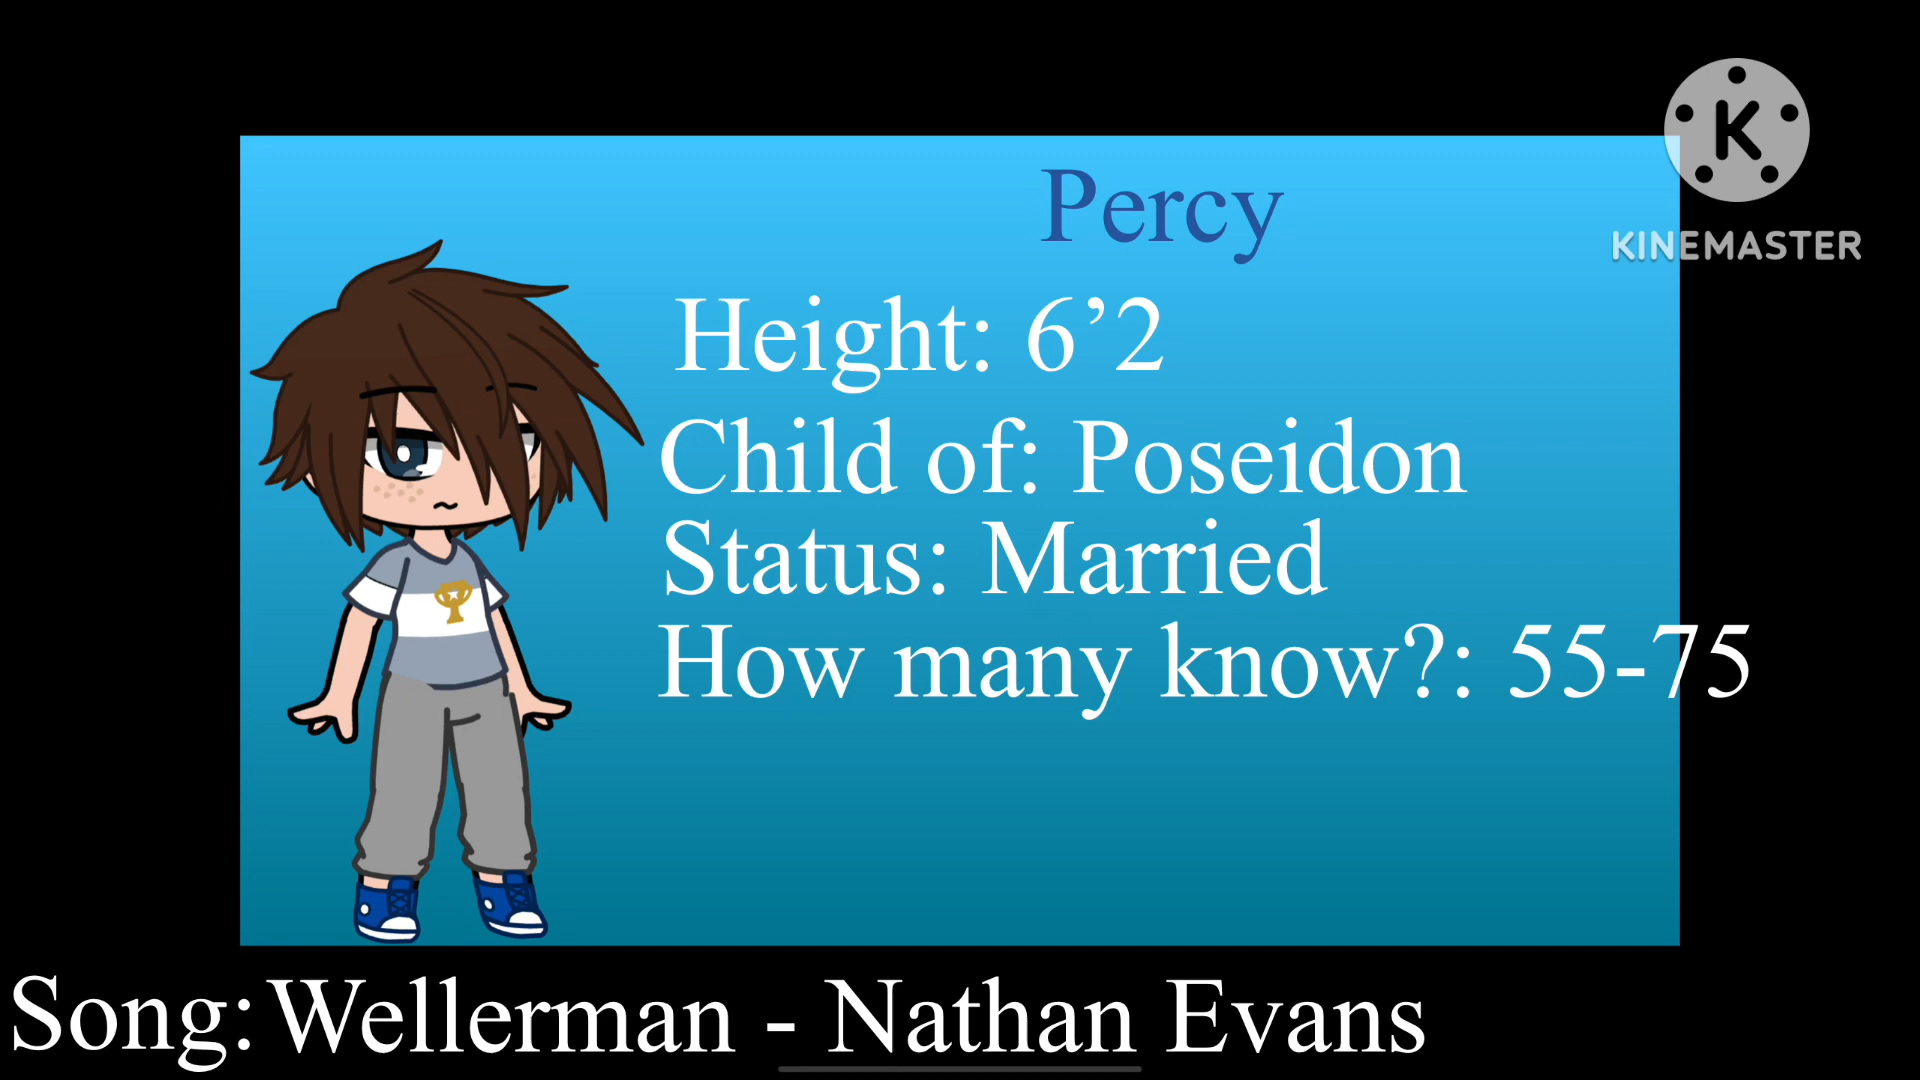 Percy
K
KINEMASTER
Height: 6’2
Child of: Poseidon
Status: Married
How many know?: 55-75
Song: Wellerman - Nathan Evans